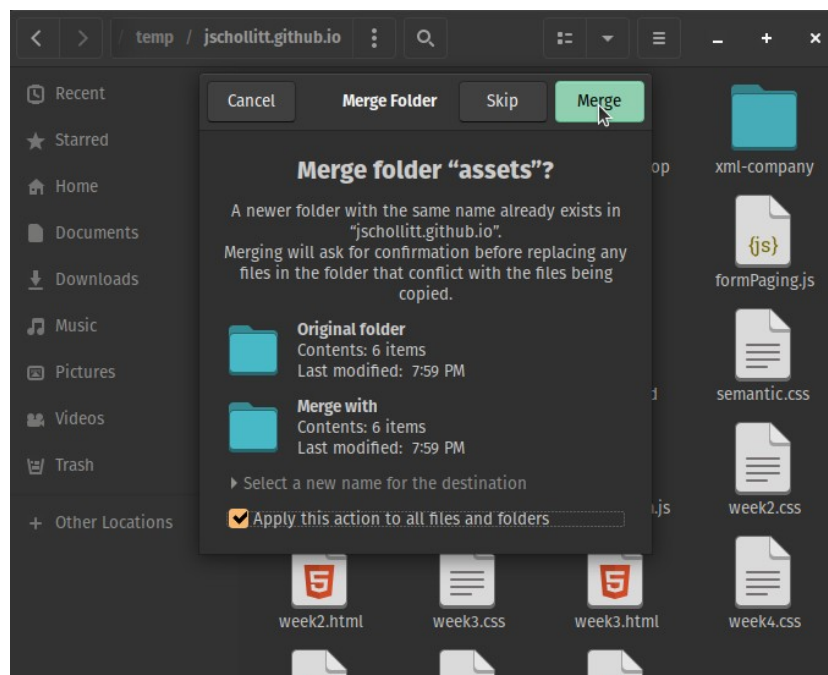 / temp / jschollitt.github.io
Recent
Starred
Home
Documents
Downloads
Music
Pictures
Videos
Trash
+ Other Locations
Cancel
Merge Folder
Skip
Merge
Merge folder “assets”?
A newer folder with the same name already exists in
“jschollitt.github.io”.
Merging will ask for confirmation before replacing any
files in the folder that conflict with the files being
copied.
Original folder
Contents: 6 items
Last modified: 7:59 PM
Merge with
Contents: 6 items
Last modified: 7:59 PM
Select a new name for the destination
Apply this action to all files and folders
op
xml-company
{js}
formPaging.js
semantic.css
.js
week2.css
5
5
week2.html
week3.css
week3.html
week4.css